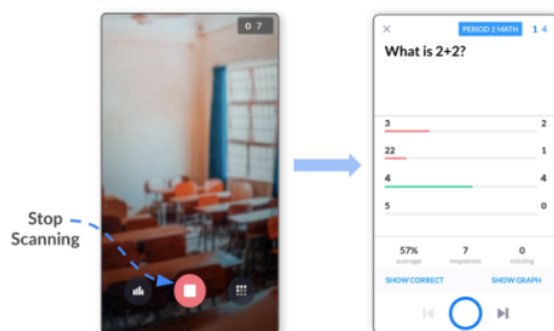 0 7
Stop
Scanning
PERIOD 2 MATH
1 4
What is 2+2?
3 2
22 1
4 4
5 0
57% 7 0
average responses missing
SHOW CORRECT SHOW GRAPH